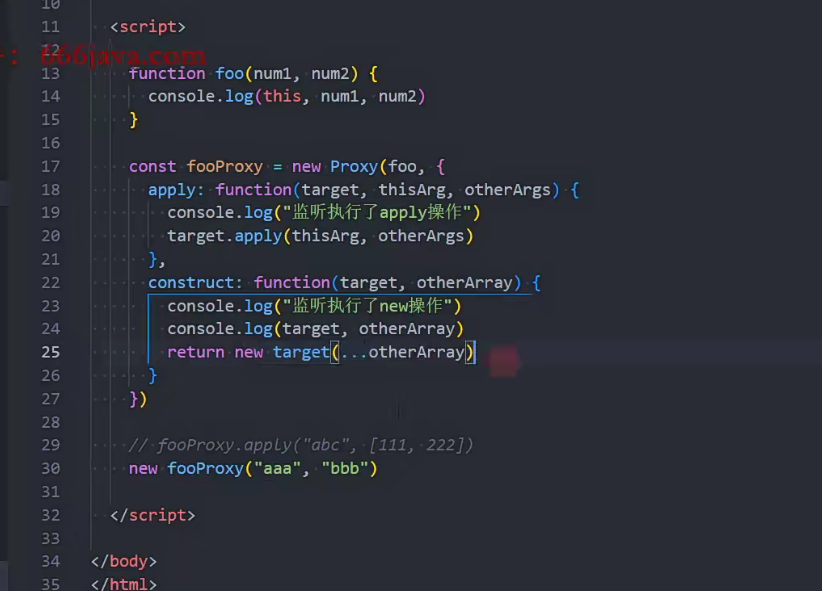 10
11 <script>
12
: 666java.com
13 function foo(num1, num2) {
14 console.log(this, num1, num2)
15 }
16
17 const fooProxy = new Proxy(foo, {
18 apply: function(target, thisArg, otherArgs) {
19 console.log("监听执行了apply操作")
20 target.apply(thisArg, otherArgs)
21 },
22 construct: function(target, otherArray) {
23 console.log("监听执行了new操作")
24 console.log(target, otherArray)
25 return new target(...otherArray)
26 }
27 })
28
29 // fooProxy.apply("abc", [111, 222])
30 new fooProxy("aaa", "bbb")
31
32 </script>
33
34 </body>
35 </html>